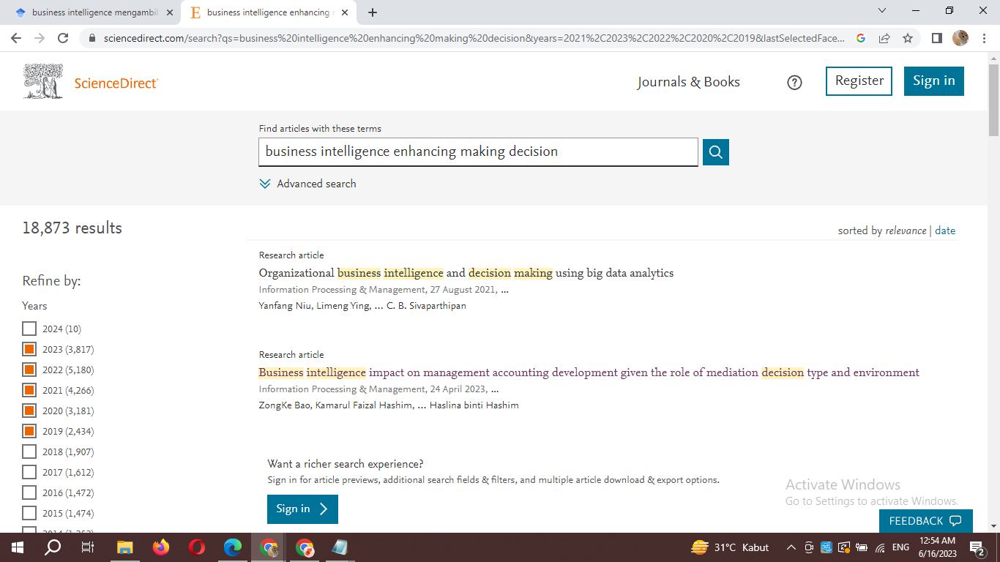 business intelligence mengambil
business intelligence enhancing
sciencedirect.com/search?qs=business%20intelligence%20enhancing%20making%20decision&years=2021%2C2023%2C2022%2C2020%2C2019&lastSelectedFace...
ScienceDirect
Journals & Books
?
Register
Sign in
Find articles with these terms
business intelligence enhancing making decision
Advanced search
18,873 results
sorted by relevance | date
Refine by:
Years
2024 (10)
2023 (3,817)
2022 (5,180)
2021 (4,266)
2020 (3,181)
2019 (2,434)
2018 (1,907)
2017 (1,612)
2016 (1,472)
2015 (1,474)
Research article
Organizational business intelligence and decision making using big data analytics
Information Processing & Management, 27 August 2021, ...
Yanfang Niu, Limeng Ying, ... C. B. Sivaparthipan
Research article
Business intelligence impact on management accounting development given the role of mediation decision type and environment
Information Processing & Management, 24 April 2023, ...
ZongKe Bao, Kamarul Faizal Hashim, ... Haslina binti Hashim
Want a richer search experience?
Sign in for article previews, additional search fields & filters, and multiple article download & export options.
Sign in
Activate Windows
Go to Settings to activate Windows.
FEEDBACK
31°C Kabut
ENG
12:54 AM
6/16/2023
2